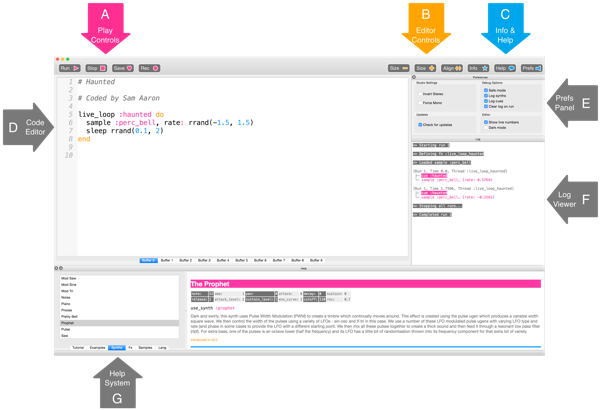 A
Play
Controls
B
Editor
Controls
C
Info &
Help
Run
Stop
Save
Rec
Size
Size
Align
Info
Help
Prefs
Preferences
Studio Settings
Invert Stereo
Force Mono
Debug Options
Safe mode
Log synths
Log cues
Clear log on run
Updates
Check for updates
Editor
Show line numbers
Dark mode
E
Prefs
Panel
D
Code
Editor
1 # Haunted
2
3 # Coded by Sam Aaron
4
5 live_loop :haunted do
6 sample :perc_bell, rate: rrand(-1.5, 1.5)
7 sleep rrand(0.1, 2)
8 end
9
10
Log
=> Starting run 1
=> Defining fn :live_loop_haunted
=> Loaded sample :perc_bell
{Run: 1, Time: 0.0, Thread: :live_loop_haunted}
cue :haunted
sample :perc_bell, {rate: 
{Run: 1, Time: 
Thread: :live_loop_haunted}
cue :haunted
sample :perc_bell, {rate: 
=> Stopping all runs...
=> Completed run 1
Log
Viewer
F
Buffer 0 Buffer 1 Buffer 2 Buffer 3 Buffer 4 Buffer 5 Buffer 6 Buffer 7 Buffer 8 Buffer 9
Help
Mod Saw
Mod Sine
Mod Tri
Noise
Piano
Prosaw
Pretty Bell
Prophet
Pulse
Saw
Tutorial Examples Synths Fx Samples Lang
The Prophet
use_synth :prophet
Dark and swirly, this synth uses Pulse Width Modulation (PWM) to create a timbre which continually moves around. This effect is created using the pulse ugen which produces a variable width
square wave. We then control the width of the pulses using a variety of LFOs - sin-osc and lf-tri in this case. We use a number of these LFO modulated pulse ugens with varying LFO type and
rate (and phase in some cases to provide the LFO with a different starting point. We then mix all these pulses together to create a thick sound and then feed it through a resonant low pass filter
(rlpf). For extra bass, one of the pulses is an octave lower (half the frequency) and its LFO has a little bit of randomisation thrown into its frequency component for that extra bit of variety.
Introduced in v2.0
Help
System
G